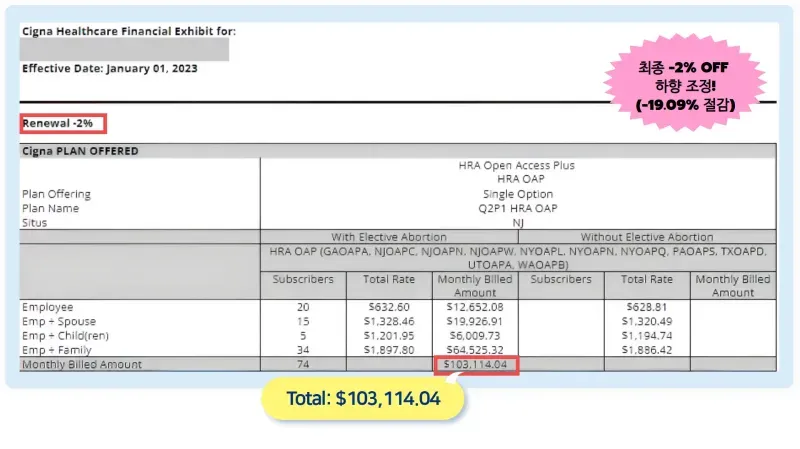 Cigna Healthcare Financial Exhibit for:
Effective Date: January 01, 2023
최종 -2% OFF
하향 조정!
(-19.09% 절감)
Renewal -2%
Cigna PLAN OFFERED
HRA Open Access Plus
HRA OAP
Plan Offering Single Option
Plan Name Q2P1 HRA OAP
Situs NJ
With Elective Abortion Without Elective Abortion
HRA OAP (GAOAPA, NJOAPC, NJOAPN, NJOAPW, NYOAPL, NYOAPN, NYOAPQ, PAOAPS, TXOAPD,
UTOAPA, WAOAPB)
Subscribers Total Rate Monthly Billed Amount Subscribers Total Rate Monthly Billed Amount
Employee 20 $632.60 $12,652.08 $628.81
Emp + Spouse 15 $1,328.46 $19,926.91 $1,320.49
Emp + Child(ren) 5 $1,201.95 $6,009.73 $1,194.74
Emp + Family 34 $1,897.80 $64,525.32 $1,886.42
Monthly Billed Amount 74 $103,114.04
Total: $103,114.04